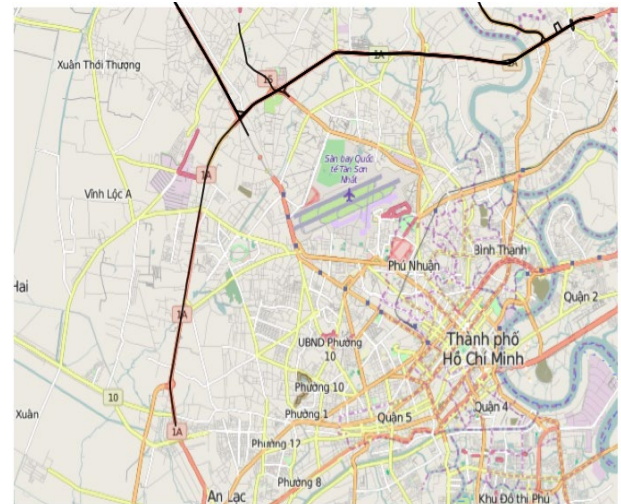 1A
Xuân Thới Thượng
15
Sân bay Quốc
tế Tân Sơn
Nhất
1A
Vĩnh Lộc A
Bình Thạnh
Phú Nhuận
Hai
Quận 2
1A
Thành phố
Hồ Chí Minh
UBND Phường
10
Phường 10
10
Xuân
Phường 1
Quận 5
Quận 4
1A
Phường 12
Phường 8
An Lạc
Khu Đô thị Phú